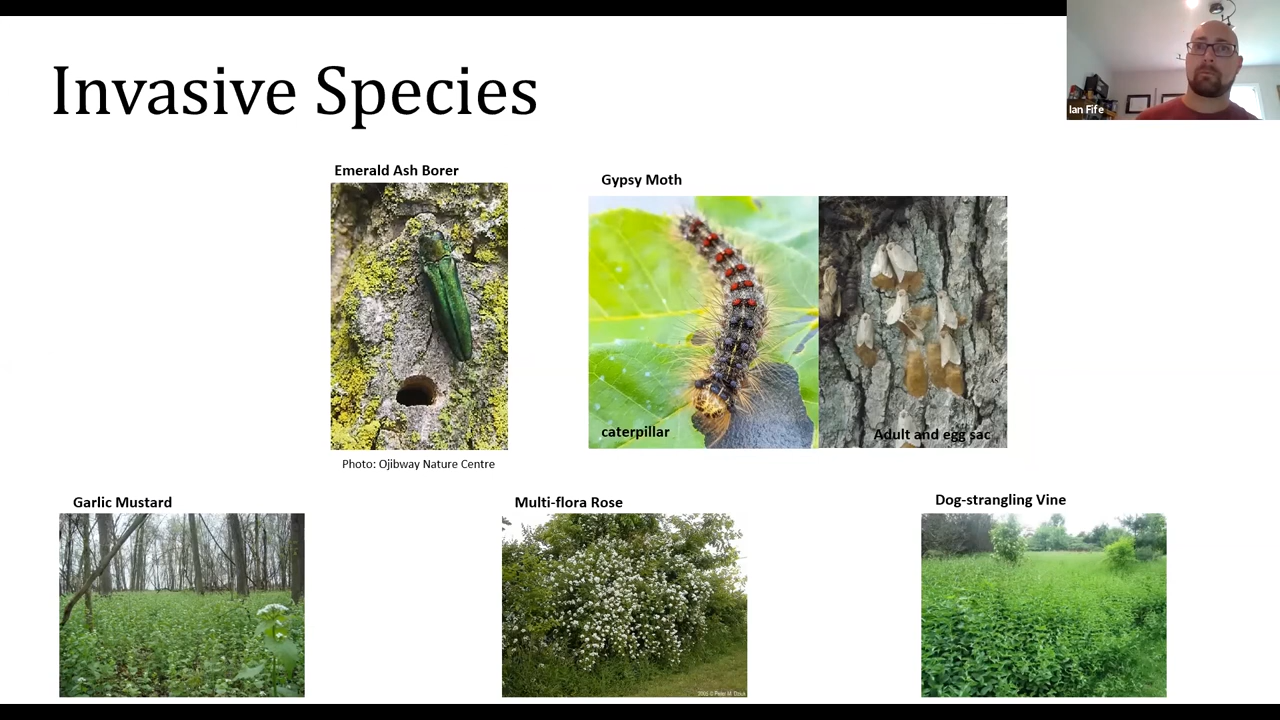 Invasive Species
Ian Fife
Emerald Ash Borer
Gypsy Moth
caterpillar
Adult and egg sac
Photo: Ojibway Nature Centre
Garlic Mustard
Multi-flora Rose
Dog-strangling Vine